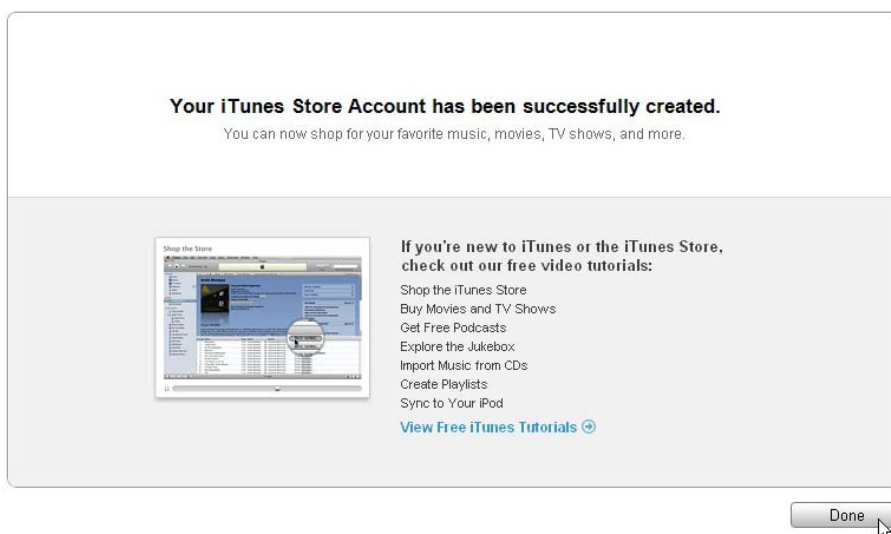 Your iTunes Store Account has been successfully created.
You can now shop for your favorite music, movies, TV shows, and more.
Shop the Store
If you're new to iTunes or the iTunes Store,
check out our free video tutorials:
Shop the iTunes Store
Buy Movies and TV Shows
Get Free Podcasts
Explore the Jukebox
Import Music from CDs
Create Playlists
Sync to Your iPod
View Free iTunes Tutorials
Done